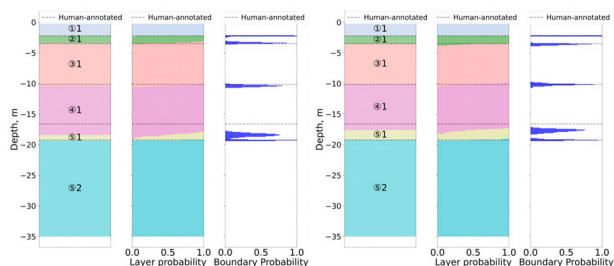 ------ Human-annotated ------ Human-annotated ------ Human-annotated ------ Human-annotated
0
−5
−10
−15
−20
−25
−30
−35
Depth, m
①1
②1
③1
④1
⑤1
⑤2
0.0 0.5 1.0
Layer probability
0.0 0.5 1.0
Boundary Probability
0
−5
−10
−15
−20
−25
−30
−35
Depth, m
①1
②1
③1
④1
⑤1
⑤2
0.0 0.5 1.0
Layer probability
0.0 0.5 1.0
Boundary Probability